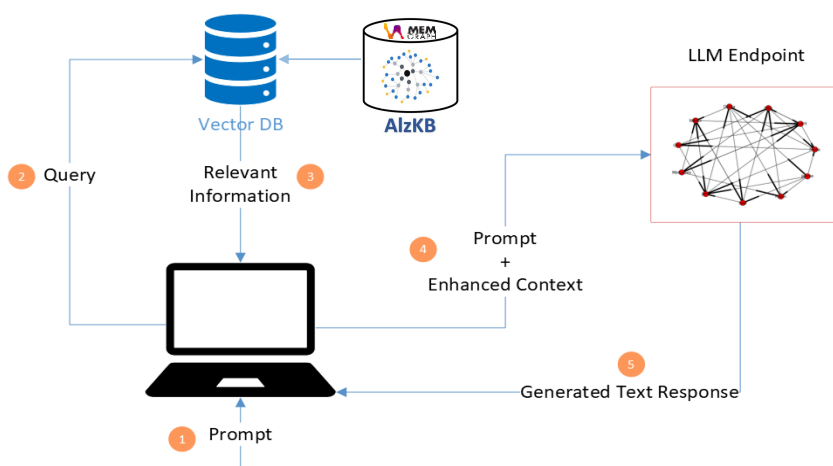 MEM
GRAPH
LLM Endpoint
Vector DB
AlzKB
2 Query
Relevant
Information
3
4
Prompt
+
Enhanced Context
5
Generated Text Response
1 Prompt